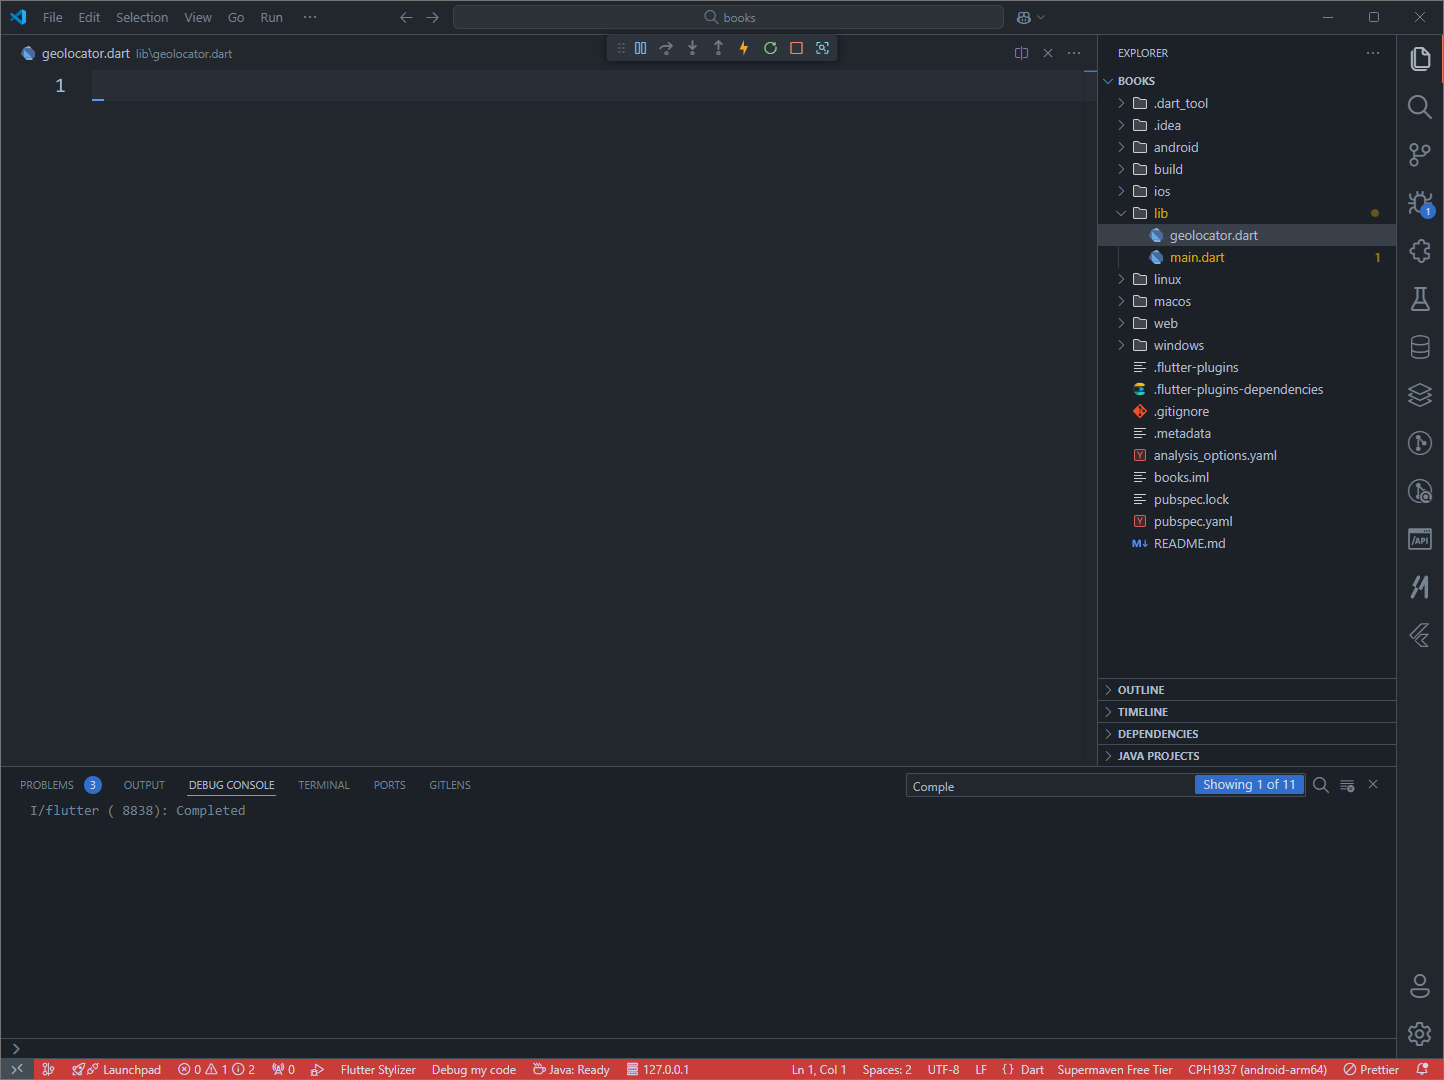 File Edit Selection View Go Run ···
books
geolocator.dart lib\geolocator.dart
1
EXPLORER
BOOKS
.dart_tool
.idea
android
build
ios
lib
geolocator.dart
main.dart 1
linux
macos
web
windows
.flutter-plugins
.flutter-plugins-dependencies
.gitignore
.metadata
analysis_options.yaml
books.iml
pubspec.lock
pubspec.yaml
README.md
OUTLINE
TIMELINE
DEPENDENCIES
JAVA PROJECTS
1
/API
PROBLEMS 3 OUTPUT DEBUG CONSOLE TERMINAL PORTS GITLENS
Comple Showing 1 of 11
I/flutter ( 8838): Completed
Launchpad 0 1 2 0 Flutter Stylizer Debug my code Java: Ready 127.0.0.1 Ln 1, Col 1 Spaces: 2 UTF-8 LF {} Dart Supermaven Free Tier CPH1937 (android-arm64) Prettier